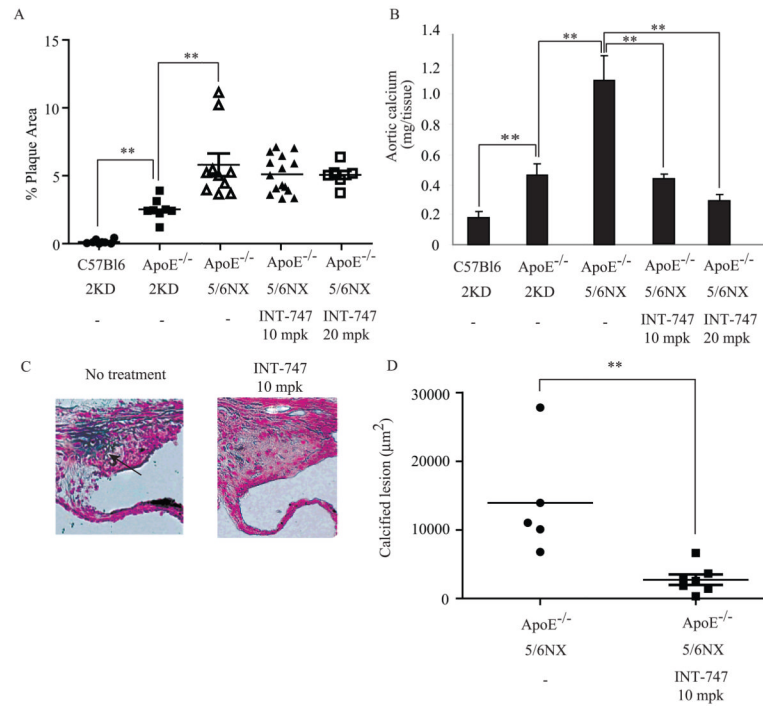 A
**
**
15
10
5
0
% Plaque Area
C57Bl6 ApoE-/- ApoE-/- ApoE-/- ApoE-/-
2KD 2KD 5/6NX 5/6NX 5/6NX
- - - INT-747 INT-747
10 mpk 20 mpk
B
**
**
**
**
1.4
1.2
1.0
0.8
0.6
0.4
0.2
0
Aortic calcium
(mg/tissue)
C57Bl6 ApoE-/- ApoE-/- ApoE-/- ApoE-/-
2KD 2KD 5/6NX 5/6NX 5/6NX
- - - INT-747 INT-747
10 mpk 20 mpk
C
No treatment
INT-747
10 mpk
D
**
30000
20000
10000
0
Calcified lesion (μm²)
ApoE-/- ApoE-/-
5/6NX 5/6NX
- INT-747
10 mpk